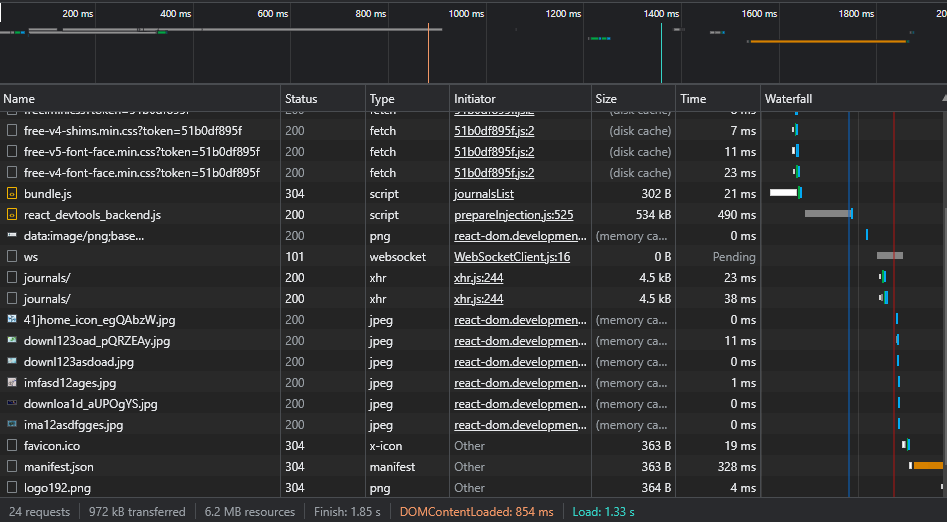 200 ms 400 ms 600 ms 800 ms 1000 ms 1200 ms 1400 ms 1600 ms 1800 ms 20
Name Status Type Initiator Size Time Waterfall
free-v4-shims.min.css?token=51b0df895f 200 fetch 51b0df895f.js:2 (disk cache) 7 ms
free-v5-font-face.min.css?token=51b0df895f 200 fetch 51b0df895f.js:2 (disk cache) 11 ms
free-v4-font-face.min.css?token=51b0df895f 200 fetch 51b0df895f.js:2 (disk cache) 23 ms
bundle.js 304 script journalsList 302 B 21 ms
react_devtools_backend.js 200 script prepareInjection.js:525 534 kB 490 ms
data:image/png;base... 200 png react-dom.developmen... (memory ca... 0 ms
ws 101 websocket WebSocketClient.js:16 0 B Pending
journals/ 200 xhr xhr.js:244 4.5 kB 23 ms
journals/ 200 xhr xhr.js:244 4.5 kB 38 ms
41jhome_icon_egQAbzW.jpg 200 jpeg react-dom.developmen... (memory ca... 0 ms
downl123oad_pQRZEAy.jpg 200 jpeg react-dom.developmen... (memory ca... 11 ms
downl123asdoad.jpg 200 jpeg react-dom.developmen... (memory ca... 0 ms
imfasd12ages.jpg 200 jpeg react-dom.developmen... (memory ca... 1 ms
downloa1d_aUPOgYS.jpg 200 jpeg react-dom.developmen... (memory ca... 0 ms
ima12asdfgges.jpg 200 jpeg react-dom.developmen... (memory ca... 0 ms
favicon.ico 304 x-icon Other 363 B 19 ms
manifest.json 304 manifest Other 363 B 328 ms
logo192.png 304 png Other 364 B 4 ms
24 requests 972 kB transferred 6.2 MB resources Finish: 1.85 s DOMContentLoaded: 854 ms Load: 1.33 s